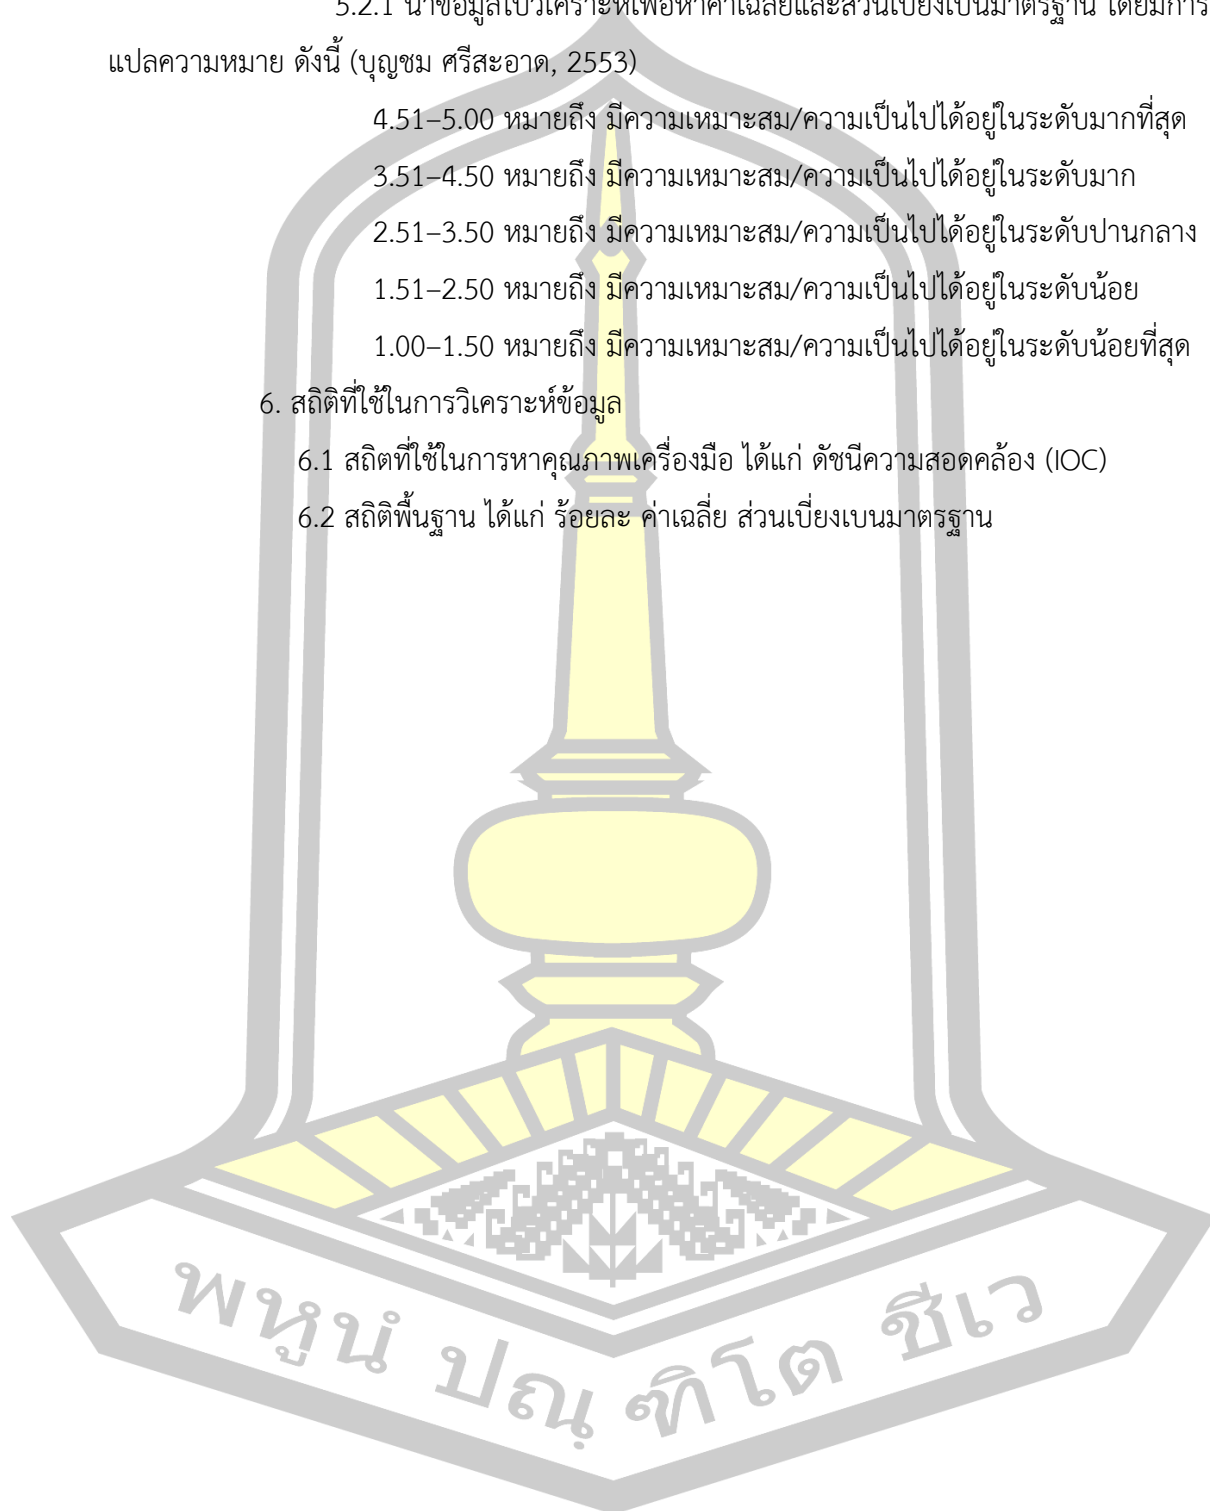 5.2.1 นำข้อมูลไปวิเคราะห์เพื่อหาค่าเฉลี่ยและส่วนเบี่ยงเบนมาตรฐาน โดยมีการ
แปลความหมาย ดังนี้ (บุญชม ศรีสะอาด, 2553)
4.51–5.00 หมายถึง มีความเหมาะสม/ความเป็นไปได้อยู่ในระดับมากที่สุด
3.51–4.50 หมายถึง มีความเหมาะสม/ความเป็นไปได้อยู่ในระดับมาก
2.51–3.50 หมายถึง มีความเหมาะสม/ความเป็นไปได้อยู่ในระดับปานกลาง
1.51–2.50 หมายถึง มีความเหมาะสม/ความเป็นไปได้อยู่ในระดับน้อย
1.00–1.50 หมายถึง มีความเหมาะสม/ความเป็นไปได้อยู่ในระดับน้อยที่สุด
6. สถิติที่ใช้ในการวิเคราะห์ข้อมูล
6.1 สถิตที่ใช้ในการหาคุณภาพเครื่องมือ ได้แก่ ดัชนีความสอดคล้อง (IOC)
6.2 สถิติพื้นฐาน ได้แก่ ร้อยละ ค่าเฉลี่ย ส่วนเบี่ยงเบนมาตรฐาน
พหูนํ ปณฺ ฑิโต ชีเว